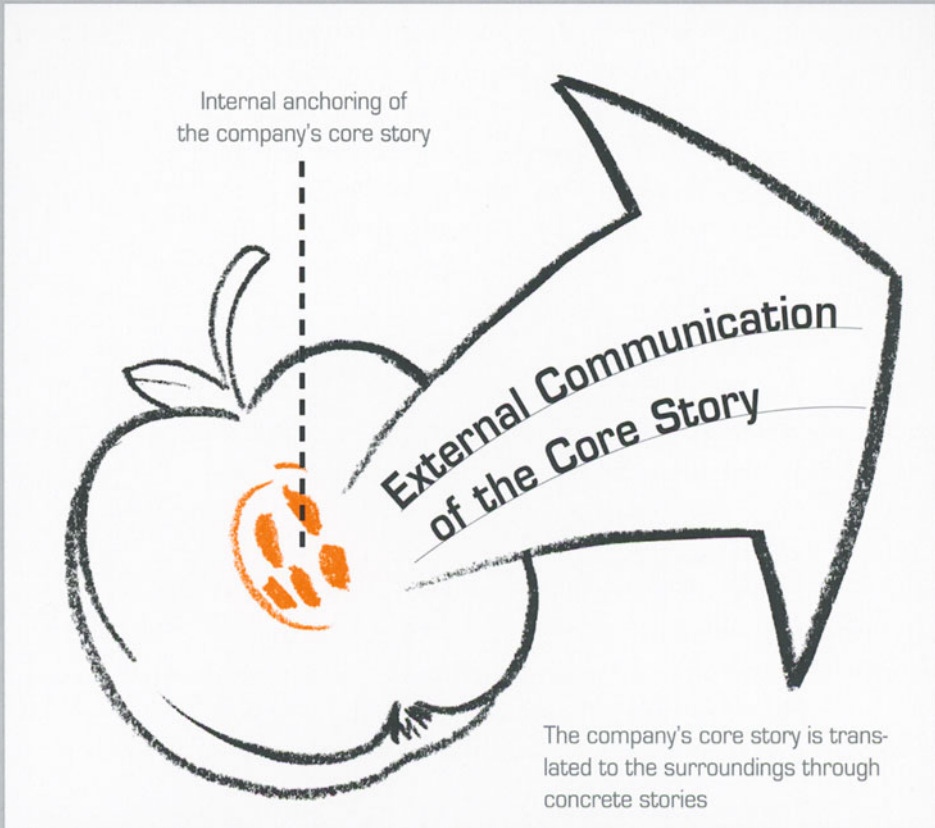 Internal anchoring of
the company's core story
External Communication
of the Core Story
The company's core story is trans-
lated to the surroundings through
concrete stories